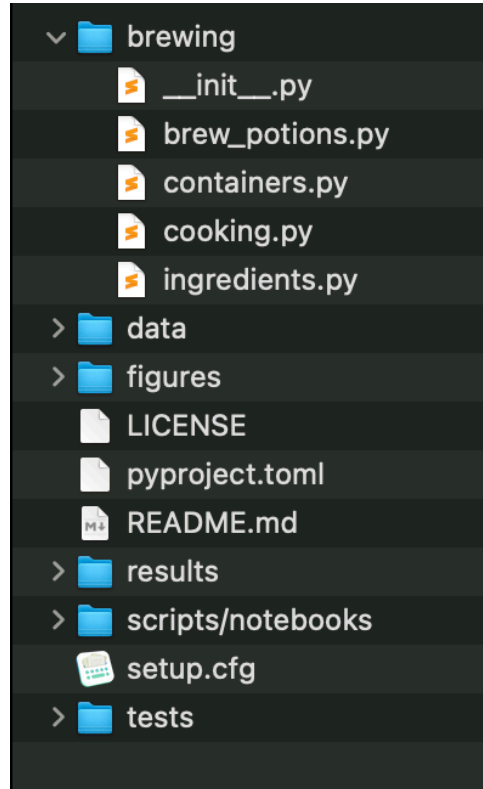 brewing
__init__.py
brew_potions.py
containers.py
cooking.py
ingredients.py
data
figures
LICENSE
pyproject.toml
M↓ README.md
results
scripts/notebooks
setup.cfg
tests